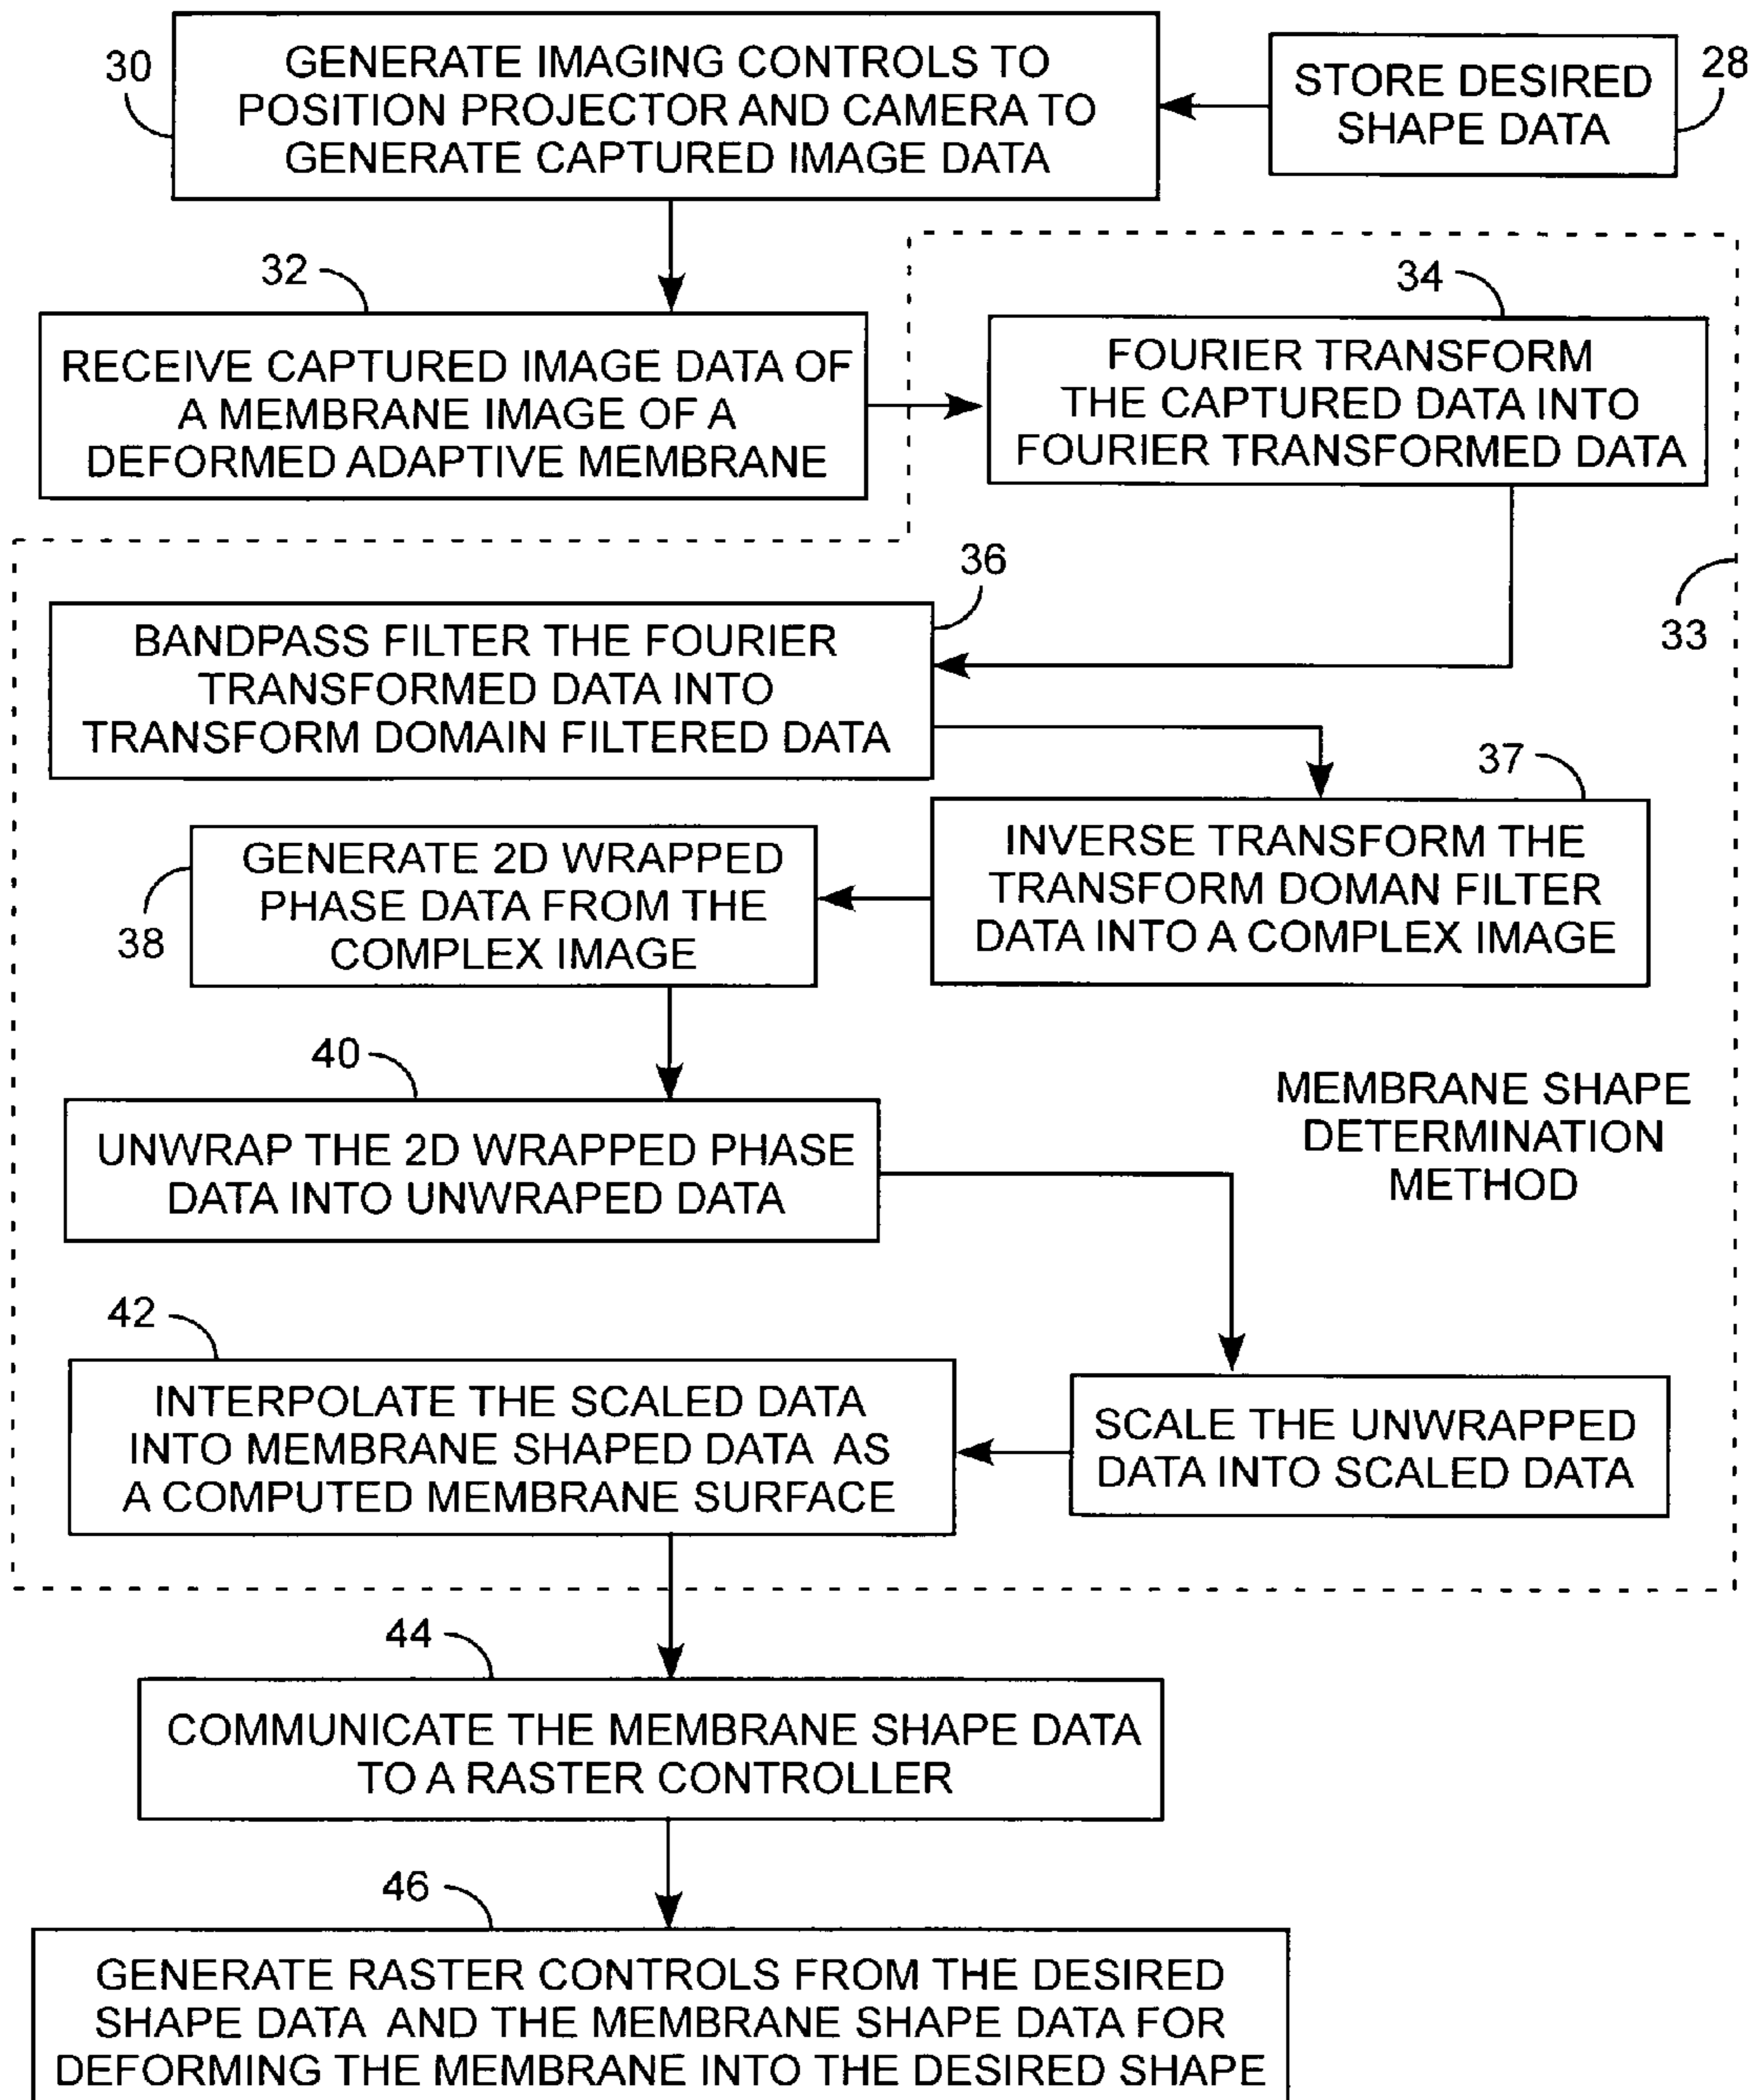 30
GENERATE IMAGING CONTROLS TO
POSITION PROJECTOR AND CAMERA TO
GENERATE CAPTURED IMAGE DATA
STORE DESIRED
SHAPE DATA
28
32
RECEIVE CAPTURED IMAGE DATA OF
A MEMBRANE IMAGE OF A
DEFORMED ADAPTIVE MEMBRANE
34
FOURIER TRANSFORM
THE CAPTURED DATA INTO
FOURIER TRANSFORMED DATA
33
36
BANDPASS FILTER THE FOURIER
TRANSFORMED DATA INTO
TRANSFORM DOMAIN FILTERED DATA
37
INVERSE TRANSFORM THE
TRANSFORM DOMAN FILTER
DATA INTO A COMPLEX IMAGE
38
GENERATE 2D WRAPPED
PHASE DATA FROM THE
COMPLEX IMAGE
40
UNWRAP THE 2D WRAPPED PHASE
DATA INTO UNWRAPED DATA
MEMBRANE SHAPE
DETERMINATION
METHOD
SCALE THE UNWRAPPED
DATA INTO SCALED DATA
42
INTERPOLATE THE SCALED DATA
INTO MEMBRANE SHAPED DATA AS
A COMPUTED MEMBRANE SURFACE
44
COMMUNICATE THE MEMBRANE SHAPE DATA
TO A RASTER CONTROLLER
46
GENERATE RASTER CONTROLS FROM THE DESIRED
SHAPE DATA AND THE MEMBRANE SHAPE DATA FOR
DEFORMING THE MEMBRANE INTO THE DESIRED SHAPE